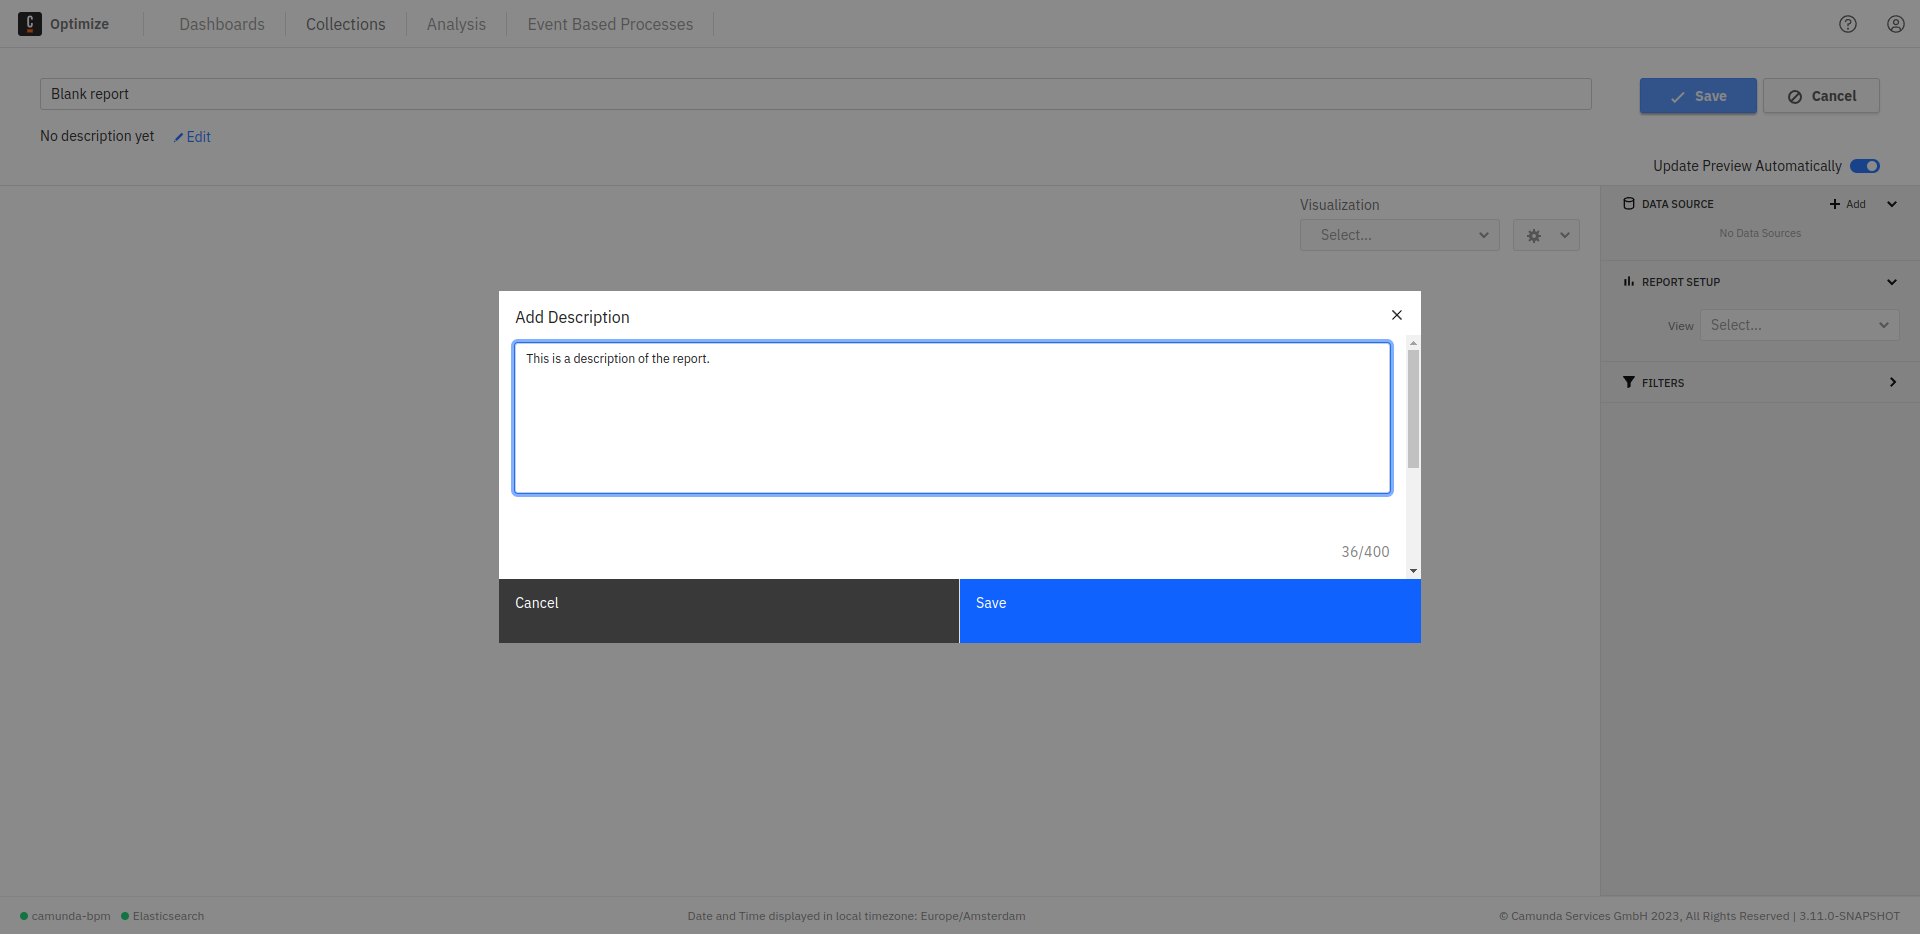 Optimize
Dashboards
Collections
Analysis
Event Based Processes
Blank report
Save
Cancel
No description yet
Edit
Update Preview Automatically
Visualization
Select...
DATA SOURCE
Add
No Data Sources
REPORT SETUP
View
Select...
FILTERS
Add Description
This is a description of the report.
36/400
Cancel
Save
camunda-bpm
Elasticsearch
Date and Time displayed in local timezone: Europe/Amsterdam
© Camunda Services GmbH 2023, All Rights Reserved | 3.11.0-SNAPSHOT